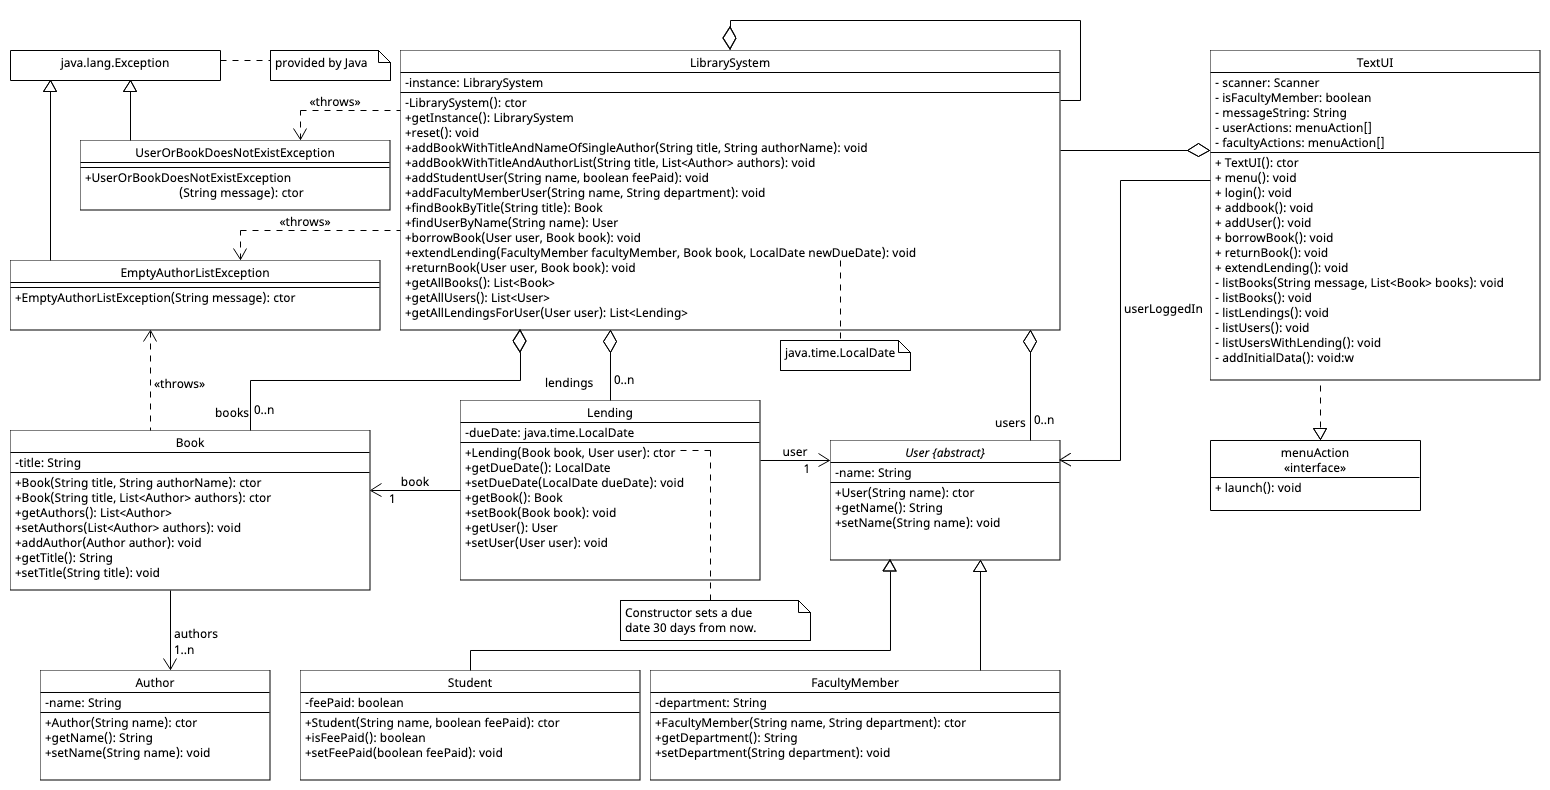 java.lang.Exception
provided by Java
«throws»
UserOrBookDoesNotExistException
+UserOrBookDoesNotExistException
(String message): ctor
«throws»
EmptyAuthorListException
+EmptyAuthorListException(String message): ctor
LibrarySystem
-instance: LibrarySystem
-LibrarySystem(): ctor
+getInstance(): LibrarySystem
+reset(): void
+addBookWithTitleAndNameOfSingleAuthor(String title, String authorName): void
+addBookWithTitleAndAuthorList(String title, List<Author> authors): void
+addStudentUser(String name, boolean feePaid): void
+addFacultyMemberUser(String name, String department): void
+findBookByTitle(String title): Book
+findUserByName(String name): User
+borrowBook(User user, Book book): void
+extendLending(FacultyMember facultyMember, Book book, LocalDate newDueDate): void
+returnBook(User user, Book book): void
+getAllBooks(): List<Book>
+getAllUsers(): List<User>
+getAllLendingsForUser(User user): List<Lending>
TextUI
- scanner: Scanner
- isFacultyMember: boolean
- messageString: String
- userActions: menuAction[]
- facultyActions: menuAction[]
+ TextUI(): ctor
+ menu(): void
+ login(): void
+ addbook(): void
+ addUser(): void
+ borrowBook(): void
+ returnBook(): void
+ extendLending(): void
- listBooks(String message, List<Book> books): void
- listBooks(): void
- listLendings(): void
- listUsers(): void
- listUsersWithLending(): void
- addInitialData(): void:w
userLoggedIn
java.time.LocalDate
«throws»
books
0..n
lendings
0..n
users
0..n
Book
-title: String
+Book(String title, String authorName): ctor
+Book(String title, List<Author> authors): ctor
+getAuthors(): List<Author>
+setAuthors(List<Author> authors): void
+addAuthor(Author author): void
+getTitle(): String
+setTitle(String title): void
book
1
Lending
-dueDate: java.time.LocalDate
+Lending(Book book, User user): ctor
+getDueDate(): LocalDate
+setDueDate(LocalDate dueDate): void
+getBook(): Book
+setBook(Book book): void
+getUser(): User
+setUser(User user): void
user
1
User {abstract}
-name: String
+User(String name): ctor
+getName(): String
+setName(String name): void
menuAction
«interface»
+ launch(): void
Constructor sets a due
date 30 days from now.
authors
1..n
Author
-name: String
+Author(String name): ctor
+getName(): String
+setName(String name): void
Student
-feePaid: boolean
+Student(String name, boolean feePaid): ctor
+isFeePaid(): boolean
+setFeePaid(boolean feePaid): void
FacultyMember
-department: String
+FacultyMember(String name, String department): ctor
+getDepartment(): String
+setDepartment(String department): void